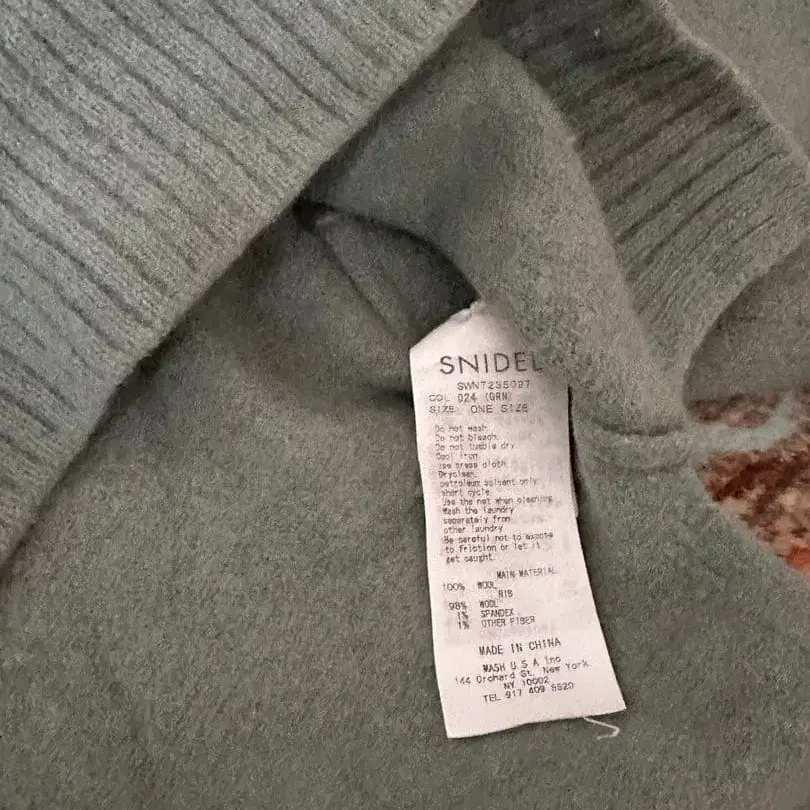 SNIDEL
SWNT235097
COL 024 (GRN)
SIZE ONE SIZE
Do not wash
Do not bleach
Do not tumble dry
Cool iron
use press cloth
Dryclean
petroleum solvent only
short cycle
Use the net when cleaning
Wash the laundry
separately from
other laundry
Be careful not to expose
to friction or let it
get caught.
MAIN MATERIAL
100% WOOL
RIB
98% WOOL
1% SPANDEX
1% OTHER FIBER
MADE IN CHINA
MASH U.S.A Inc
144 Orchard St. New York
NY 10002
TEL 917 409 5520